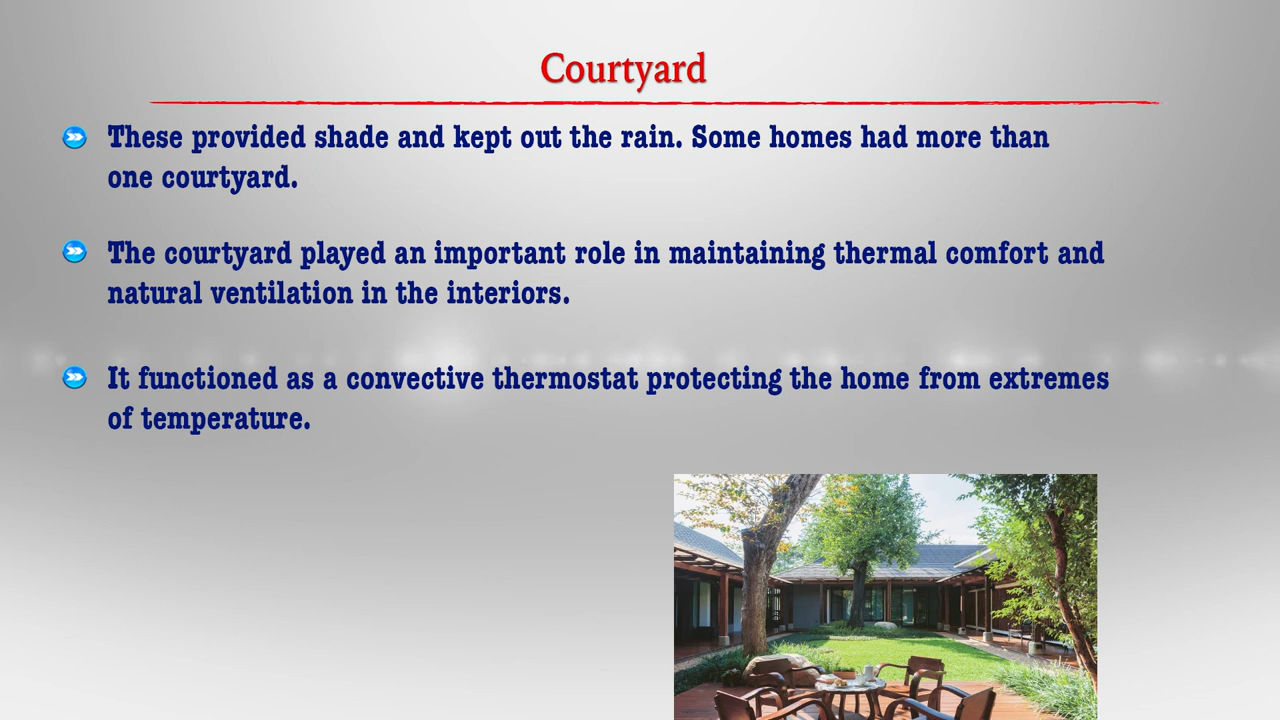 Courtyard
These provided shade and kept out the rain. Some homes had more than
one courtyard.
The courtyard played an important role in maintaining thermal comfort and
natural ventilation in the interiors.
It functioned as a convective thermostat protecting the home from extremes
of temperature.